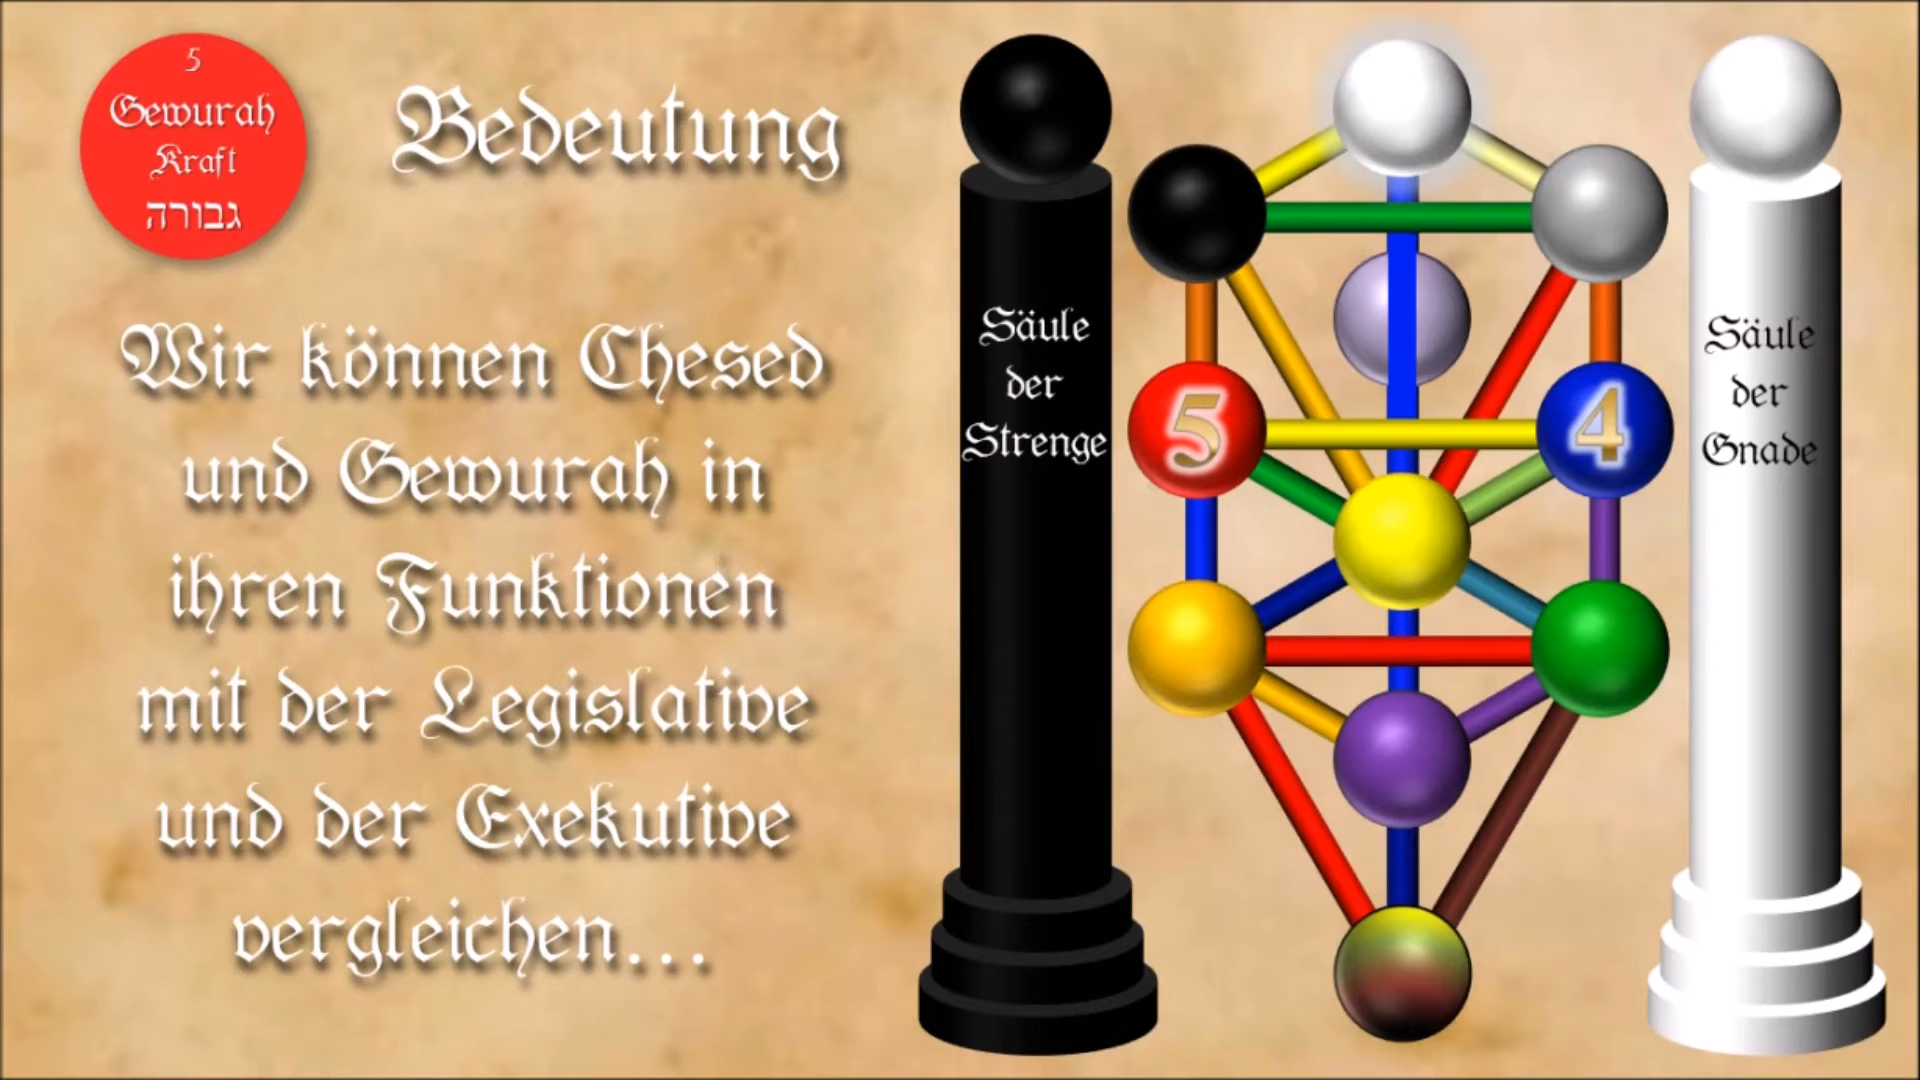 5
Gewurah
Kraft
גבורה
Bedeutung
Wir können Chesed
und Gewurah in
ihren Funktionen
mit der Legislative
und der Exekutive
vergleichen...
Säule
der
Strenge
5
4
Säule
der
Gnade